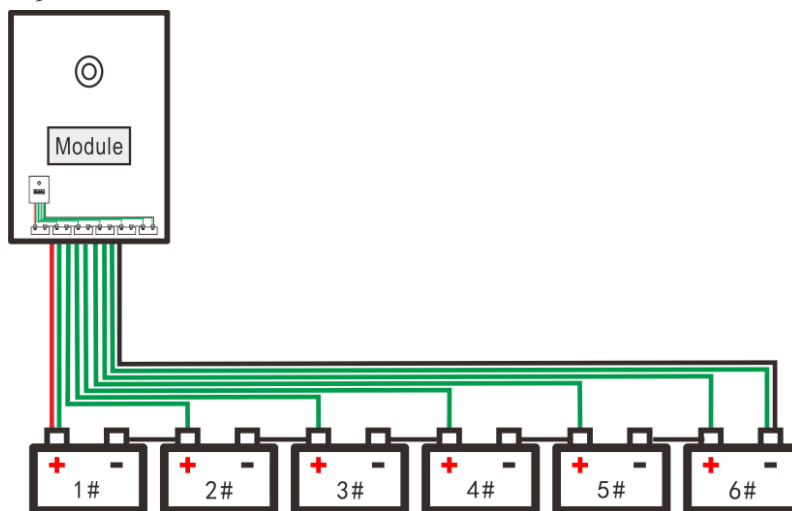 Module
+ - + - + - + - + - + -
1# 2# 3# 4# 5# 6#